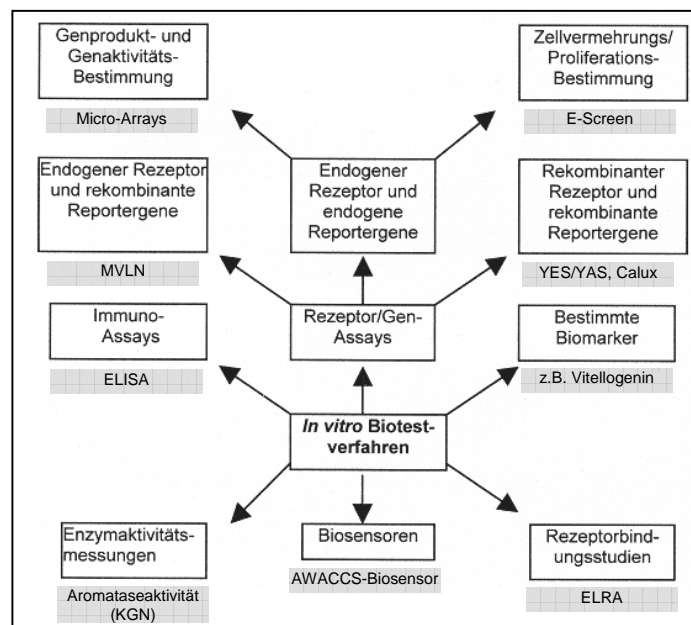 Genprodukt- und
Genaktivitäts-
Bestimmung
Micro-Arrays
Zellvermehrungs/
Proliferations-
Bestimmung
E-Screen
Endogener Rezeptor
und rekombinante
Reportergene
MVLN
Endogener
Rezeptor und
endogene
Reportergene
Rekombinanter
Rezeptor und
rekombinante
Reportergene
YES/YAS, Calux
Immuno-
Assays
ELISA
Rezeptor/Gen-
Assays
Bestimmte
Biomarker
z.B. Vitellogenin
In vitro Biotest-
verfahren
Enzymaktivitäts-
messungen
Aromataseaktivität
(KGN)
Biosensoren
AWACCS-Biosensor
Rezeptorbind-
ungsstudien
ELRA